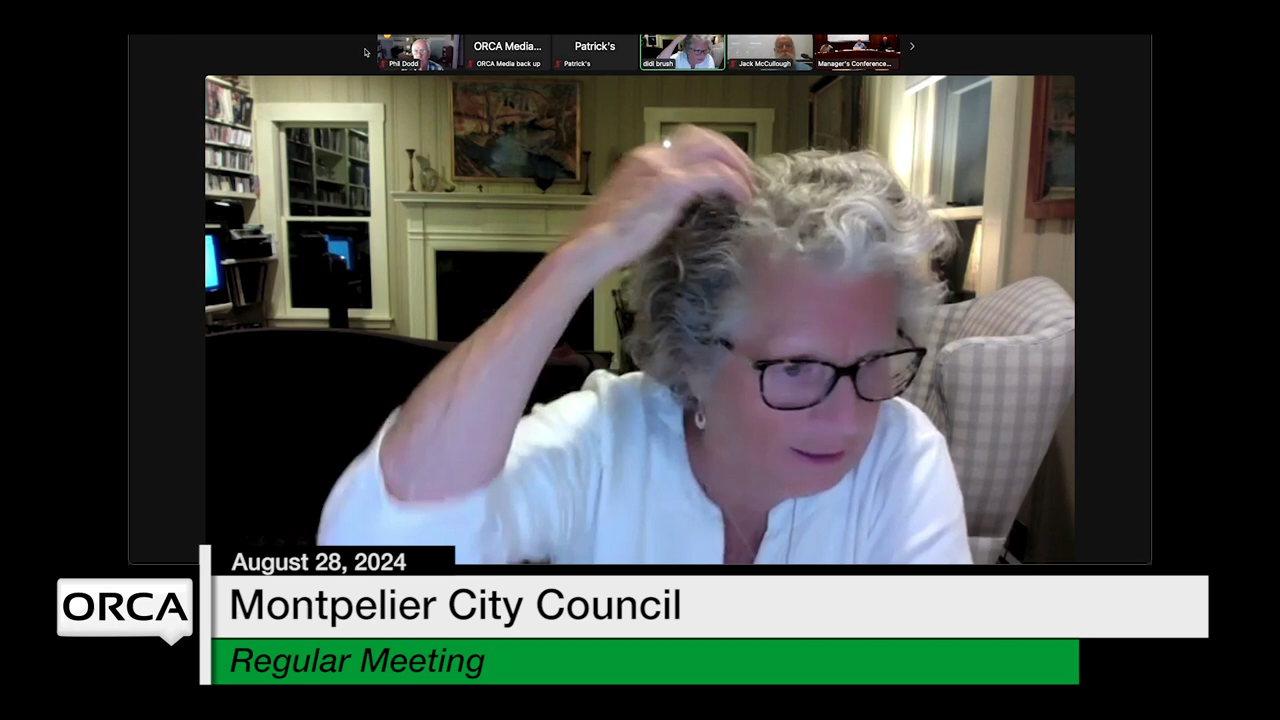 ORCA Media...
Patrick's
Phil Dodd
ORCA Media back up
Patrick's
didi brush
Jack McCullough
Manager's Conference...
August 28, 2024
ORCA
Montpelier City Council
Regular Meeting